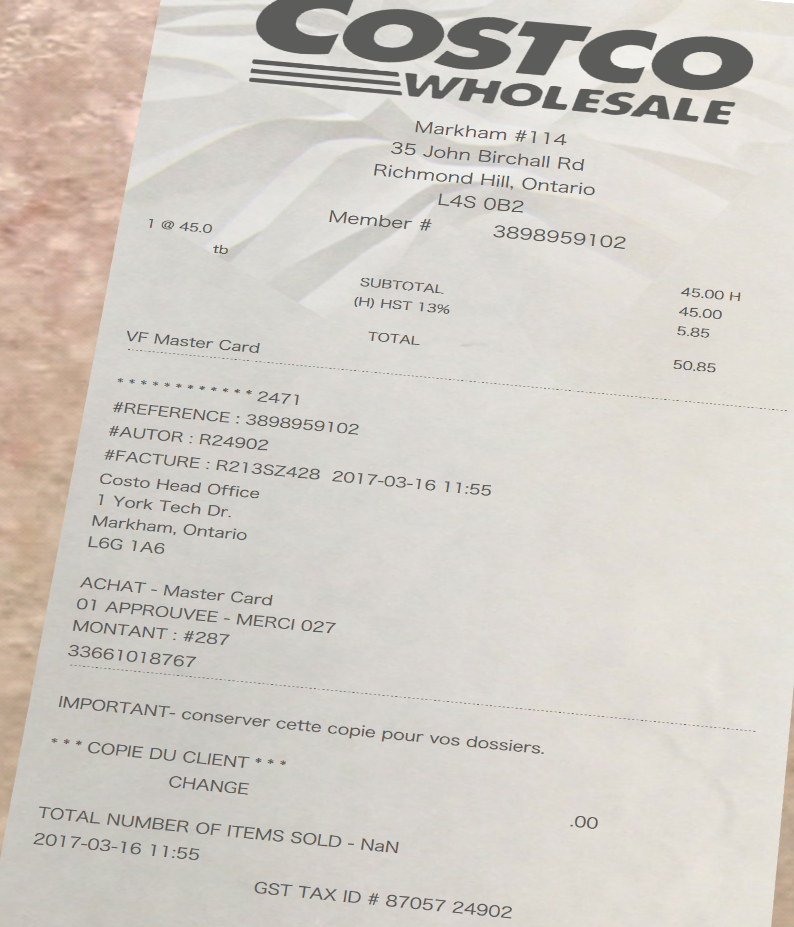 COSTCO
WHOLESALE
Markham #114
35 John Birchall Rd
Richmond Hill, Ontario
L4S 0B2
Member # 3898959102
1 @ 45.0
tb 45.00 H
SUBTOTAL 45.00
(H) HST 13% 5.85
TOTAL 50.85
VF Master Card
* * * * * * * * * * * * 2471
#REFERENCE : 3898959102
#AUTOR : R24902
#FACTURE : R213SZ428 2017-03-16 11:55
Costo Head Office
1 York Tech Dr.
Markham, Ontario
L6G 1A6
ACHAT - Master Card
01 APPROUVEE - MERCI 027
MONTANT : #287
33661018767
IMPORTANT- conserver cette copie pour vos dossiers.
* * * COPIE DU CLIENT * * *
CHANGE .00
TOTAL NUMBER OF ITEMS SOLD - NaN
2017-03-16 11:55
GST TAX ID # 87057 24902